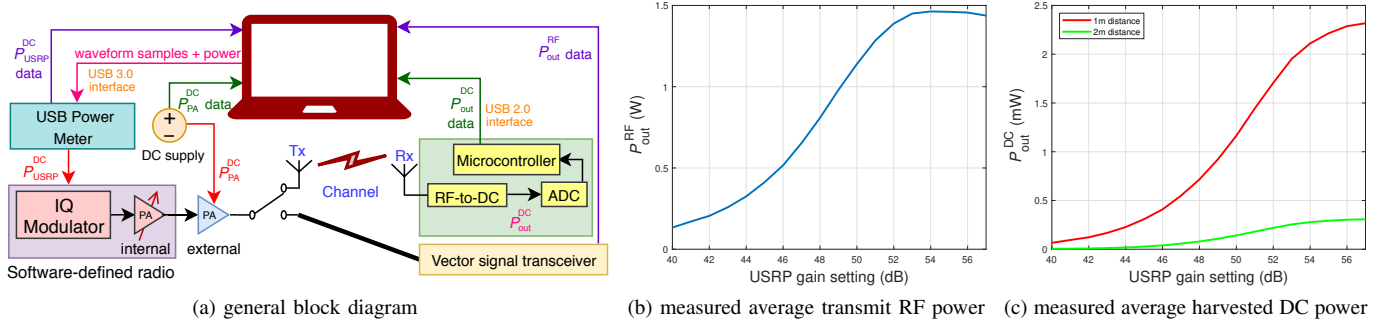 P_USRP^DC
data
waveform samples + power
USB 3.0
interface
P_PA^DC data
P_out^RF data
P_out^DC
data
USB 2.0
interface
USB Power
Meter
+
−
DC supply
P_USRP^DC
P_PA^DC
Tx
Rx
Channel
Microcontroller
RF-to-DC
ADC
P_out^DC
IQ
Modulator
PA
PA
internal
external
Software-defined radio
Vector signal transceiver
(a) general block diagram
P_out^RF (W)
1.5
1
0.5
0
40 42 44 46 48 50 52 54 56
USRP gain setting (dB)
(b) measured average transmit RF power
P_out^DC (mW)
2.5
2
1.5
1
0.5
0
1m distance
2m distance
40 42 44 46 48 50 52 54 56
USRP gain setting (dB)
(c) measured average harvested DC power